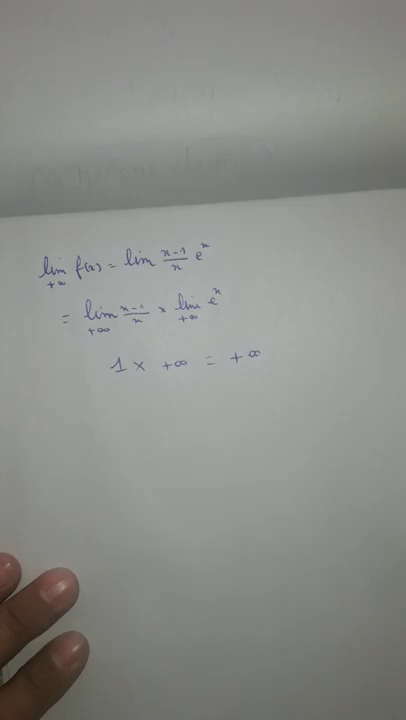 lim f(x) = lim x-1/x e^x
+∞
= lim x-1/x × lim e^x
+∞ +∞
1 × +∞ = +∞